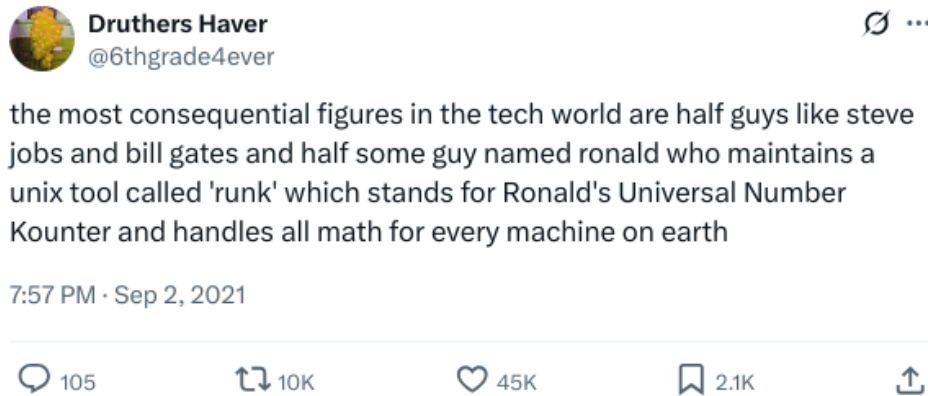 Druthers Haver
@6thgrade4ever
the most consequential figures in the tech world are half guys like steve
jobs and bill gates and half some guy named ronald who maintains a
unix tool called 'runk' which stands for Ronald's Universal Number
Kounter and handles all math for every machine on earth
7:57 PM · Sep 2, 2021
105 10K 45K 2.1K